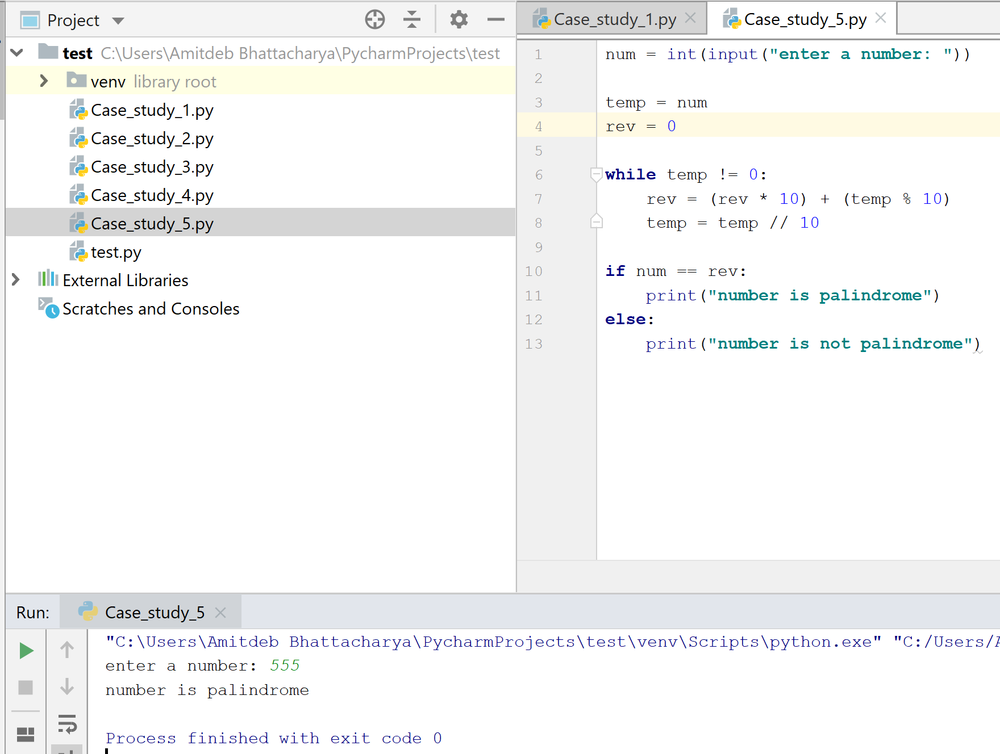 Project
test C:\Users\Amitdeb Bhattacharya\PycharmProjects\test
venv library root
Case_study_1.py
Case_study_2.py
Case_study_3.py
Case_study_4.py
Case_study_5.py
test.py
External Libraries
Scratches and Consoles
Case_study_1.py Case_study_5.py
1 num = int(input("enter a number: "))
2
3 temp = num
4 rev = 0
5
6 while temp != 0:
7     rev = (rev * 10) + (temp % 10)
8     temp = temp // 10
9
10 if num == rev:
11     print("number is palindrome")
12 else:
13     print("number is not palindrome")
Run: Case_study_5
"C:\Users\Amitdeb Bhattacharya\PycharmProjects\test\venv\Scripts\python.exe" "C:/Users/
enter a number: 555
number is palindrome
Process finished with exit code 0